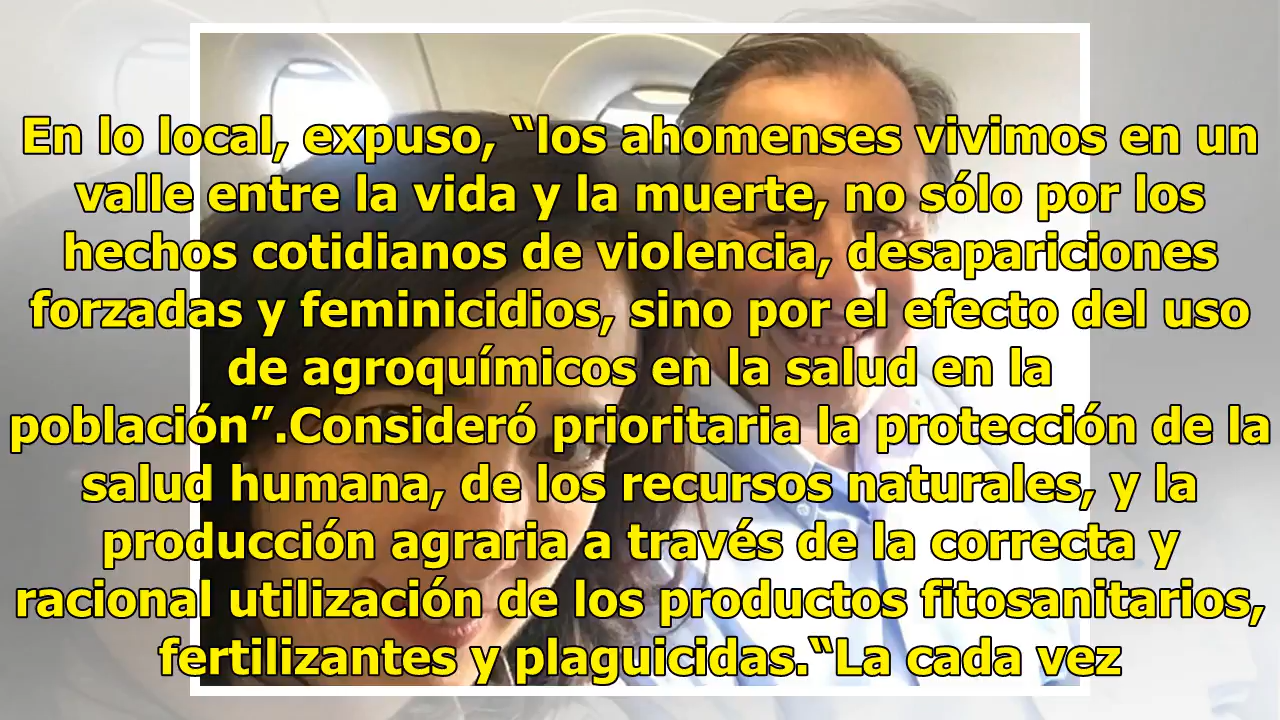 En lo local, expuso, “los ahomenses vivimos en un
valle entre la vida y la muerte, no sólo por los
hechos cotidianos de violencia, desapariciones
forzadas y feminicidios, sino por el efecto del uso
de agroquímicos en la salud en la
población”.Consideró prioritaria la protección de la
salud humana, de los recursos naturales, y la
producción agraria a través de la correcta y
racional utilización de los productos fitosanitarios,
fertilizantes y plaguicidas.“La cada vez